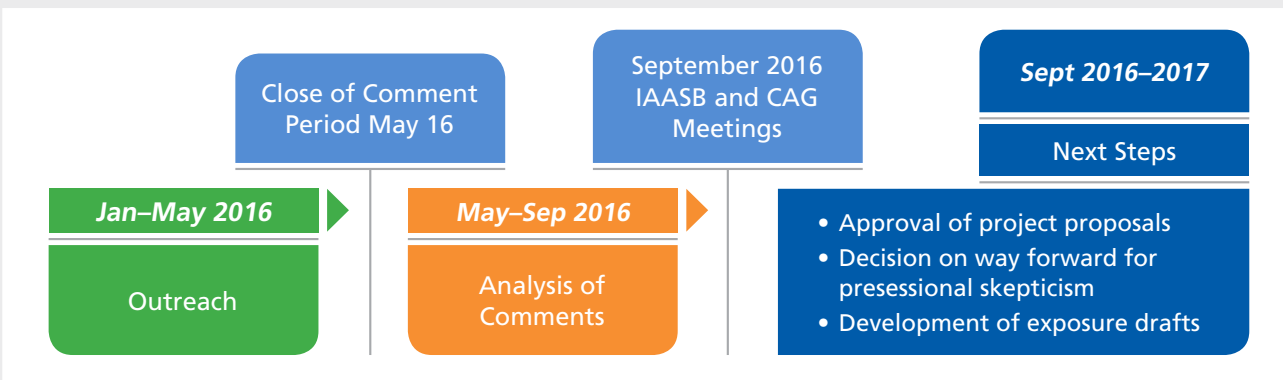 Close of Comment
Period May 16
September 2016
IAASB and CAG
Meetings
Sept 2016–2017
Next Steps
Jan–May 2016
Outreach
May–Sep 2016
Analysis of
Comments
• Approval of project proposals
• Decision on way forward for
presessional skepticism
• Development of exposure drafts